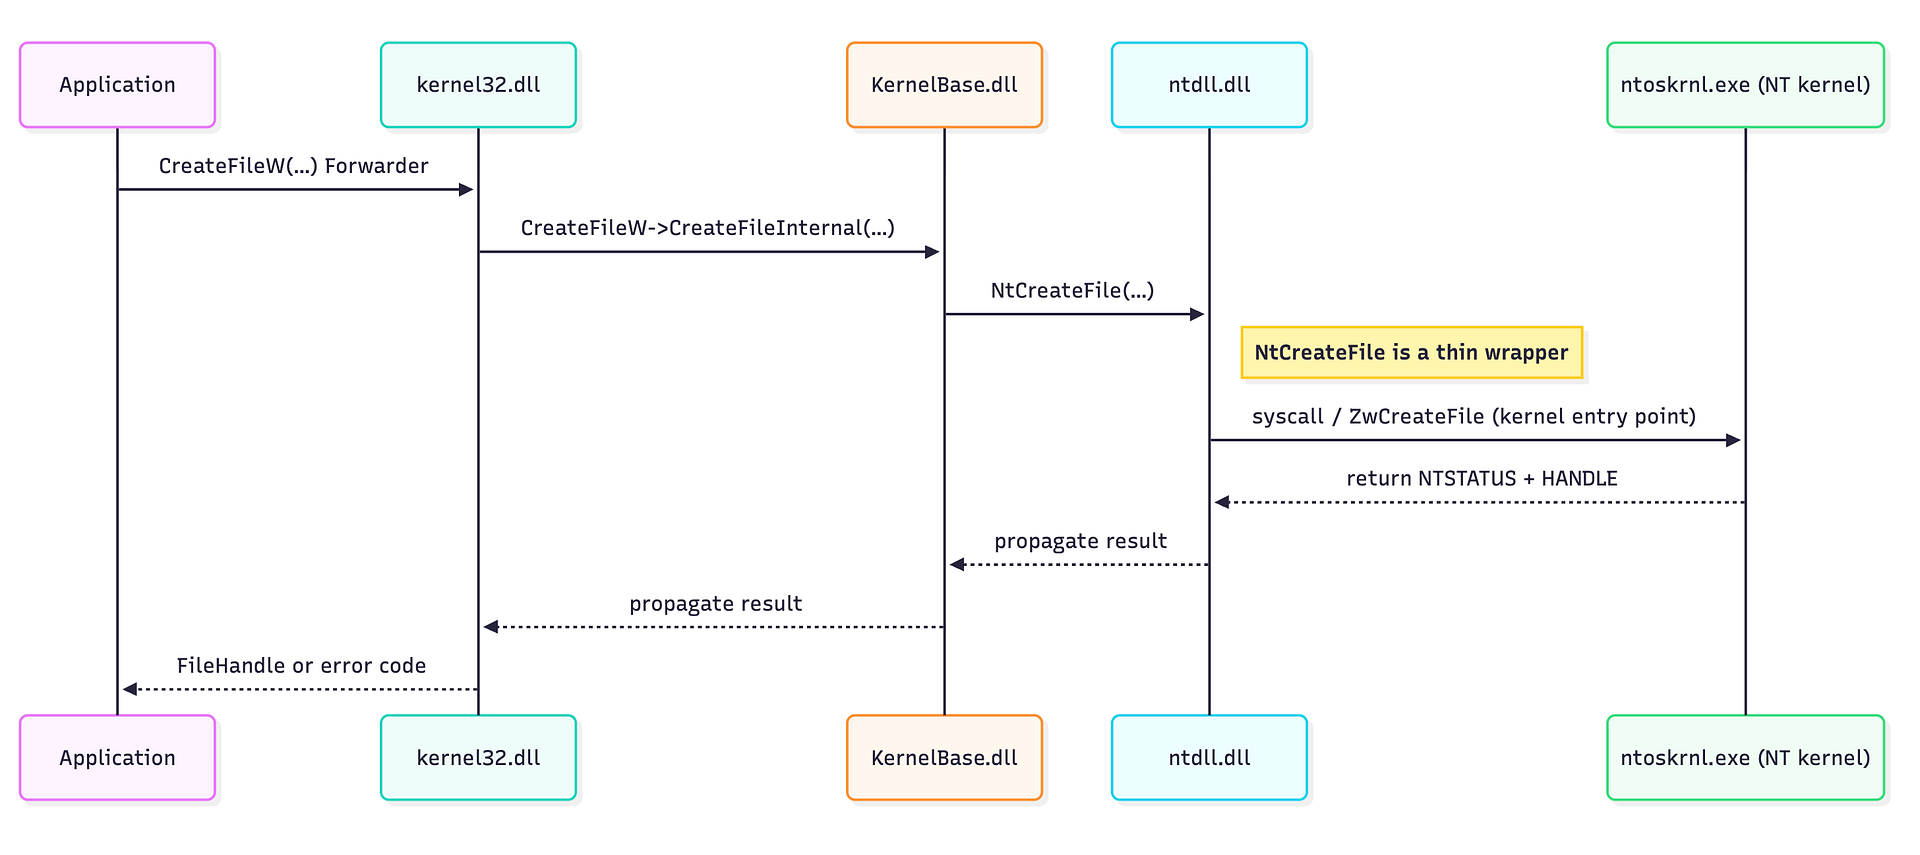 Application
kernel32.dll
KernelBase.dll
ntdll.dll
ntoskrnl.exe (NT kernel)
CreateFileW(...) Forwarder
CreateFileW->CreateFileInternal(...)
NtCreateFile(...)
NtCreateFile is a thin wrapper
syscall / ZwCreateFile (kernel entry point)
return NTSTATUS + HANDLE
propagate result
propagate result
FileHandle or error code
Application
kernel32.dll
KernelBase.dll
ntdll.dll
ntoskrnl.exe (NT kernel)